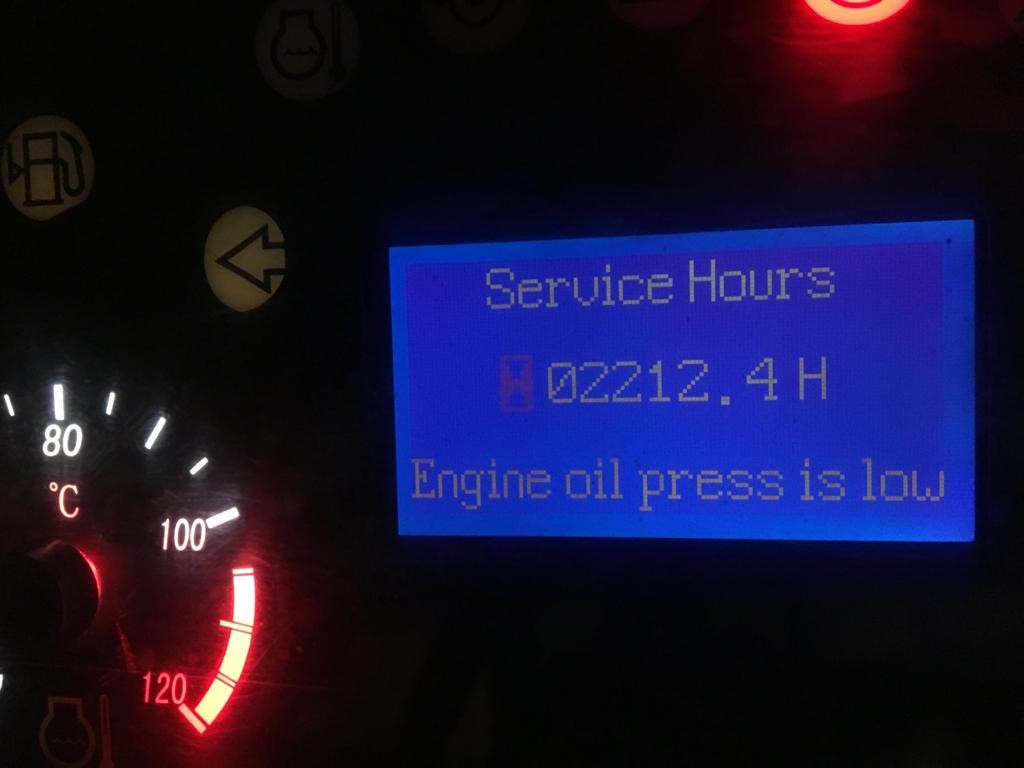 Service Hours
02212.4 H
Engine oil press is low
80
°C
100
120